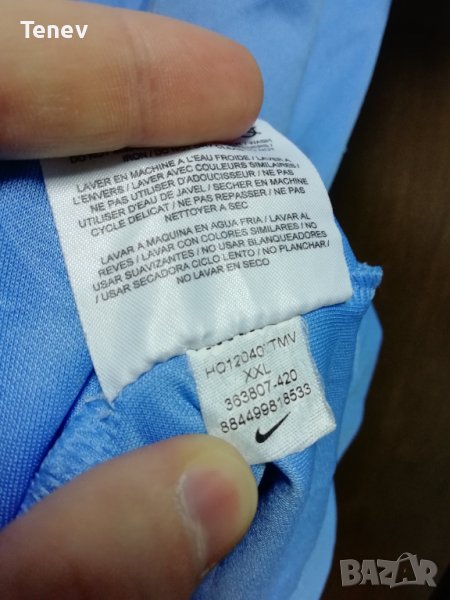 Tenev
LAVER EN MACHINE A L'EAU FROIDE / LAVER A
L'ENVERS / LAVER AVEC COULEURS SIMILAIRES /
NE PAS UTILISER D'ADOUCISSEUR / NE PAS
UTILISER D'EAU DE JAVEL / SECHER EN MACHINE
CYCLE DELICAT / NE PAS REPASSER / NE PAS
NETTOYER A SEC
LAVAR A MAQUINA EN AGUA FRIA / LAVAR AL
REVES / LAVAR CON COLORES SIMILARES / NO
USAR SUAVIZANTES / NO USAR BLANQUEADORES
/ USAR SECADORA CICLO LENTO / NO PLANCHAR /
NO LAVAR EN SECO
HO12040 TMV
XXL
363807-420
884499818533
BAZAR